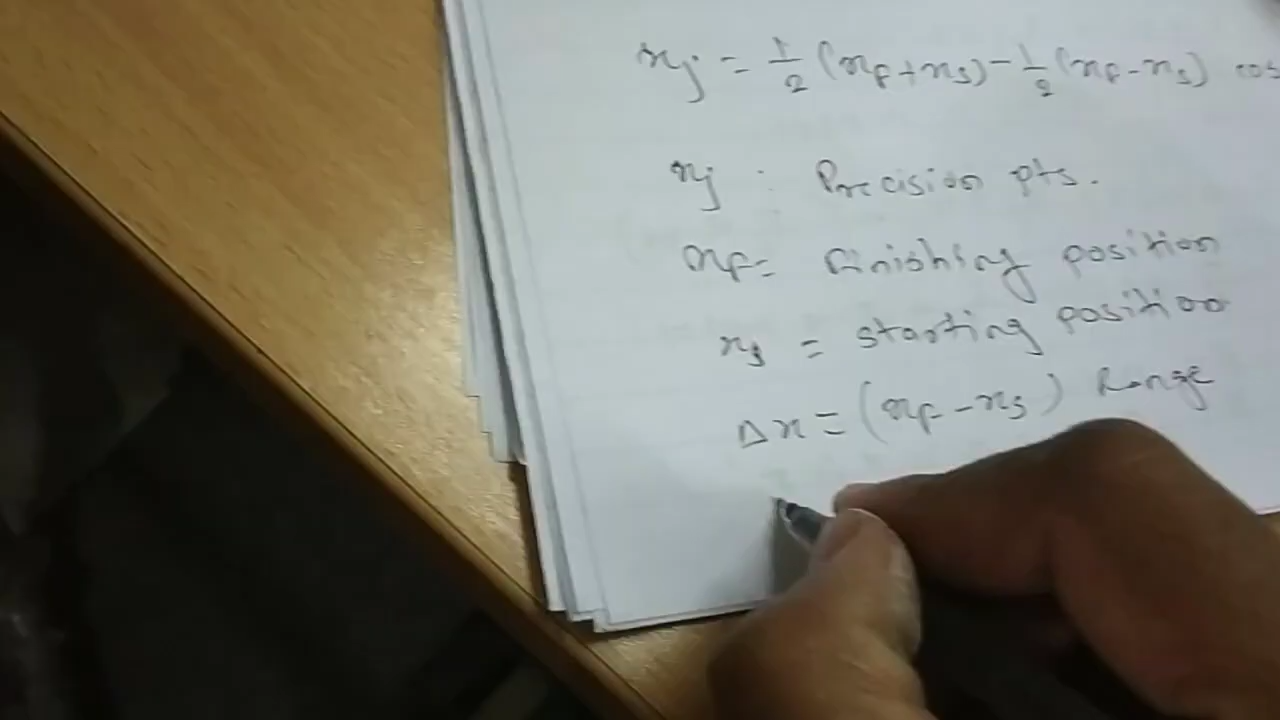 xj = 1/2 (xF + xs) - 1/2 (xF - xs) cos
xj : Precision pts.
xF = Finishing position
xs = starting position
Δx = (xF - xs) Range